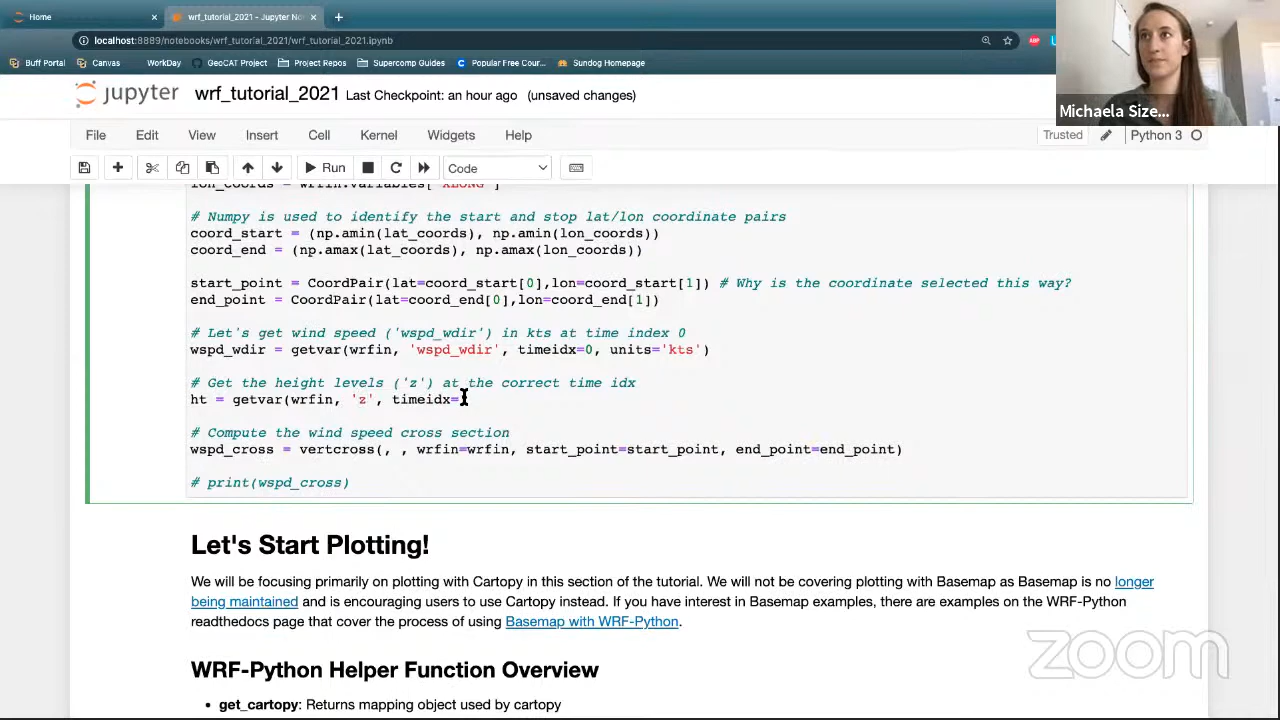 Home
wrf_tutorial_2021 - Jupyter No
localhost:8889/notebooks/wrf_tutorial_2021/wrf_tutorial_2021.ipynb
Buff Portal Canvas WorkDay GeoCAT Project Project Repos Supercomp Guides Popular Free Cour... Sundog Homepage
Michaela Size...
jupyter wrf_tutorial_2021 Last Checkpoint: an hour ago (unsaved changes)
File Edit View Insert Cell Kernel Widgets Help
Trusted Python 3
Run Code
lon_coords = wrfin.variables['XLONG']
# Numpy is used to identify the start and stop lat/lon coordinate pairs
coord_start = (np.amin(lat_coords), np.amin(lon_coords))
coord_end = (np.amax(lat_coords), np.amax(lon_coords))
start_point = CoordPair(lat=coord_start[0],lon=coord_start[1]) # Why is the coordinate selected this way?
end_point = CoordPair(lat=coord_end[0],lon=coord_end[1])
# Let's get wind speed ('wspd_wdir') in kts at time index 0
wspd_wdir = getvar(wrfin, 'wspd_wdir', timeidx=0, units='kts')
# Get the height levels ('z') at the correct time idx
ht = getvar(wrfin, 'z', timeidx=
# Compute the wind speed cross section
wspd_cross = vertcross(, , wrfin=wrfin, start_point=start_point, end_point=end_point)
# print(wspd_cross)
Let's Start Plotting!
We will be focusing primarily on plotting with Cartopy in this section of the tutorial. We will not be covering plotting with Basemap as Basemap is no longer
being maintained and is encouraging users to use Cartopy instead. If you have interest in Basemap examples, there are examples on the WRF-Python
readthedocs page that cover the process of using Basemap with WRF-Python.
WRF-Python Helper Function Overview
• get_cartopy: Returns mapping object used by cartopy
zoom